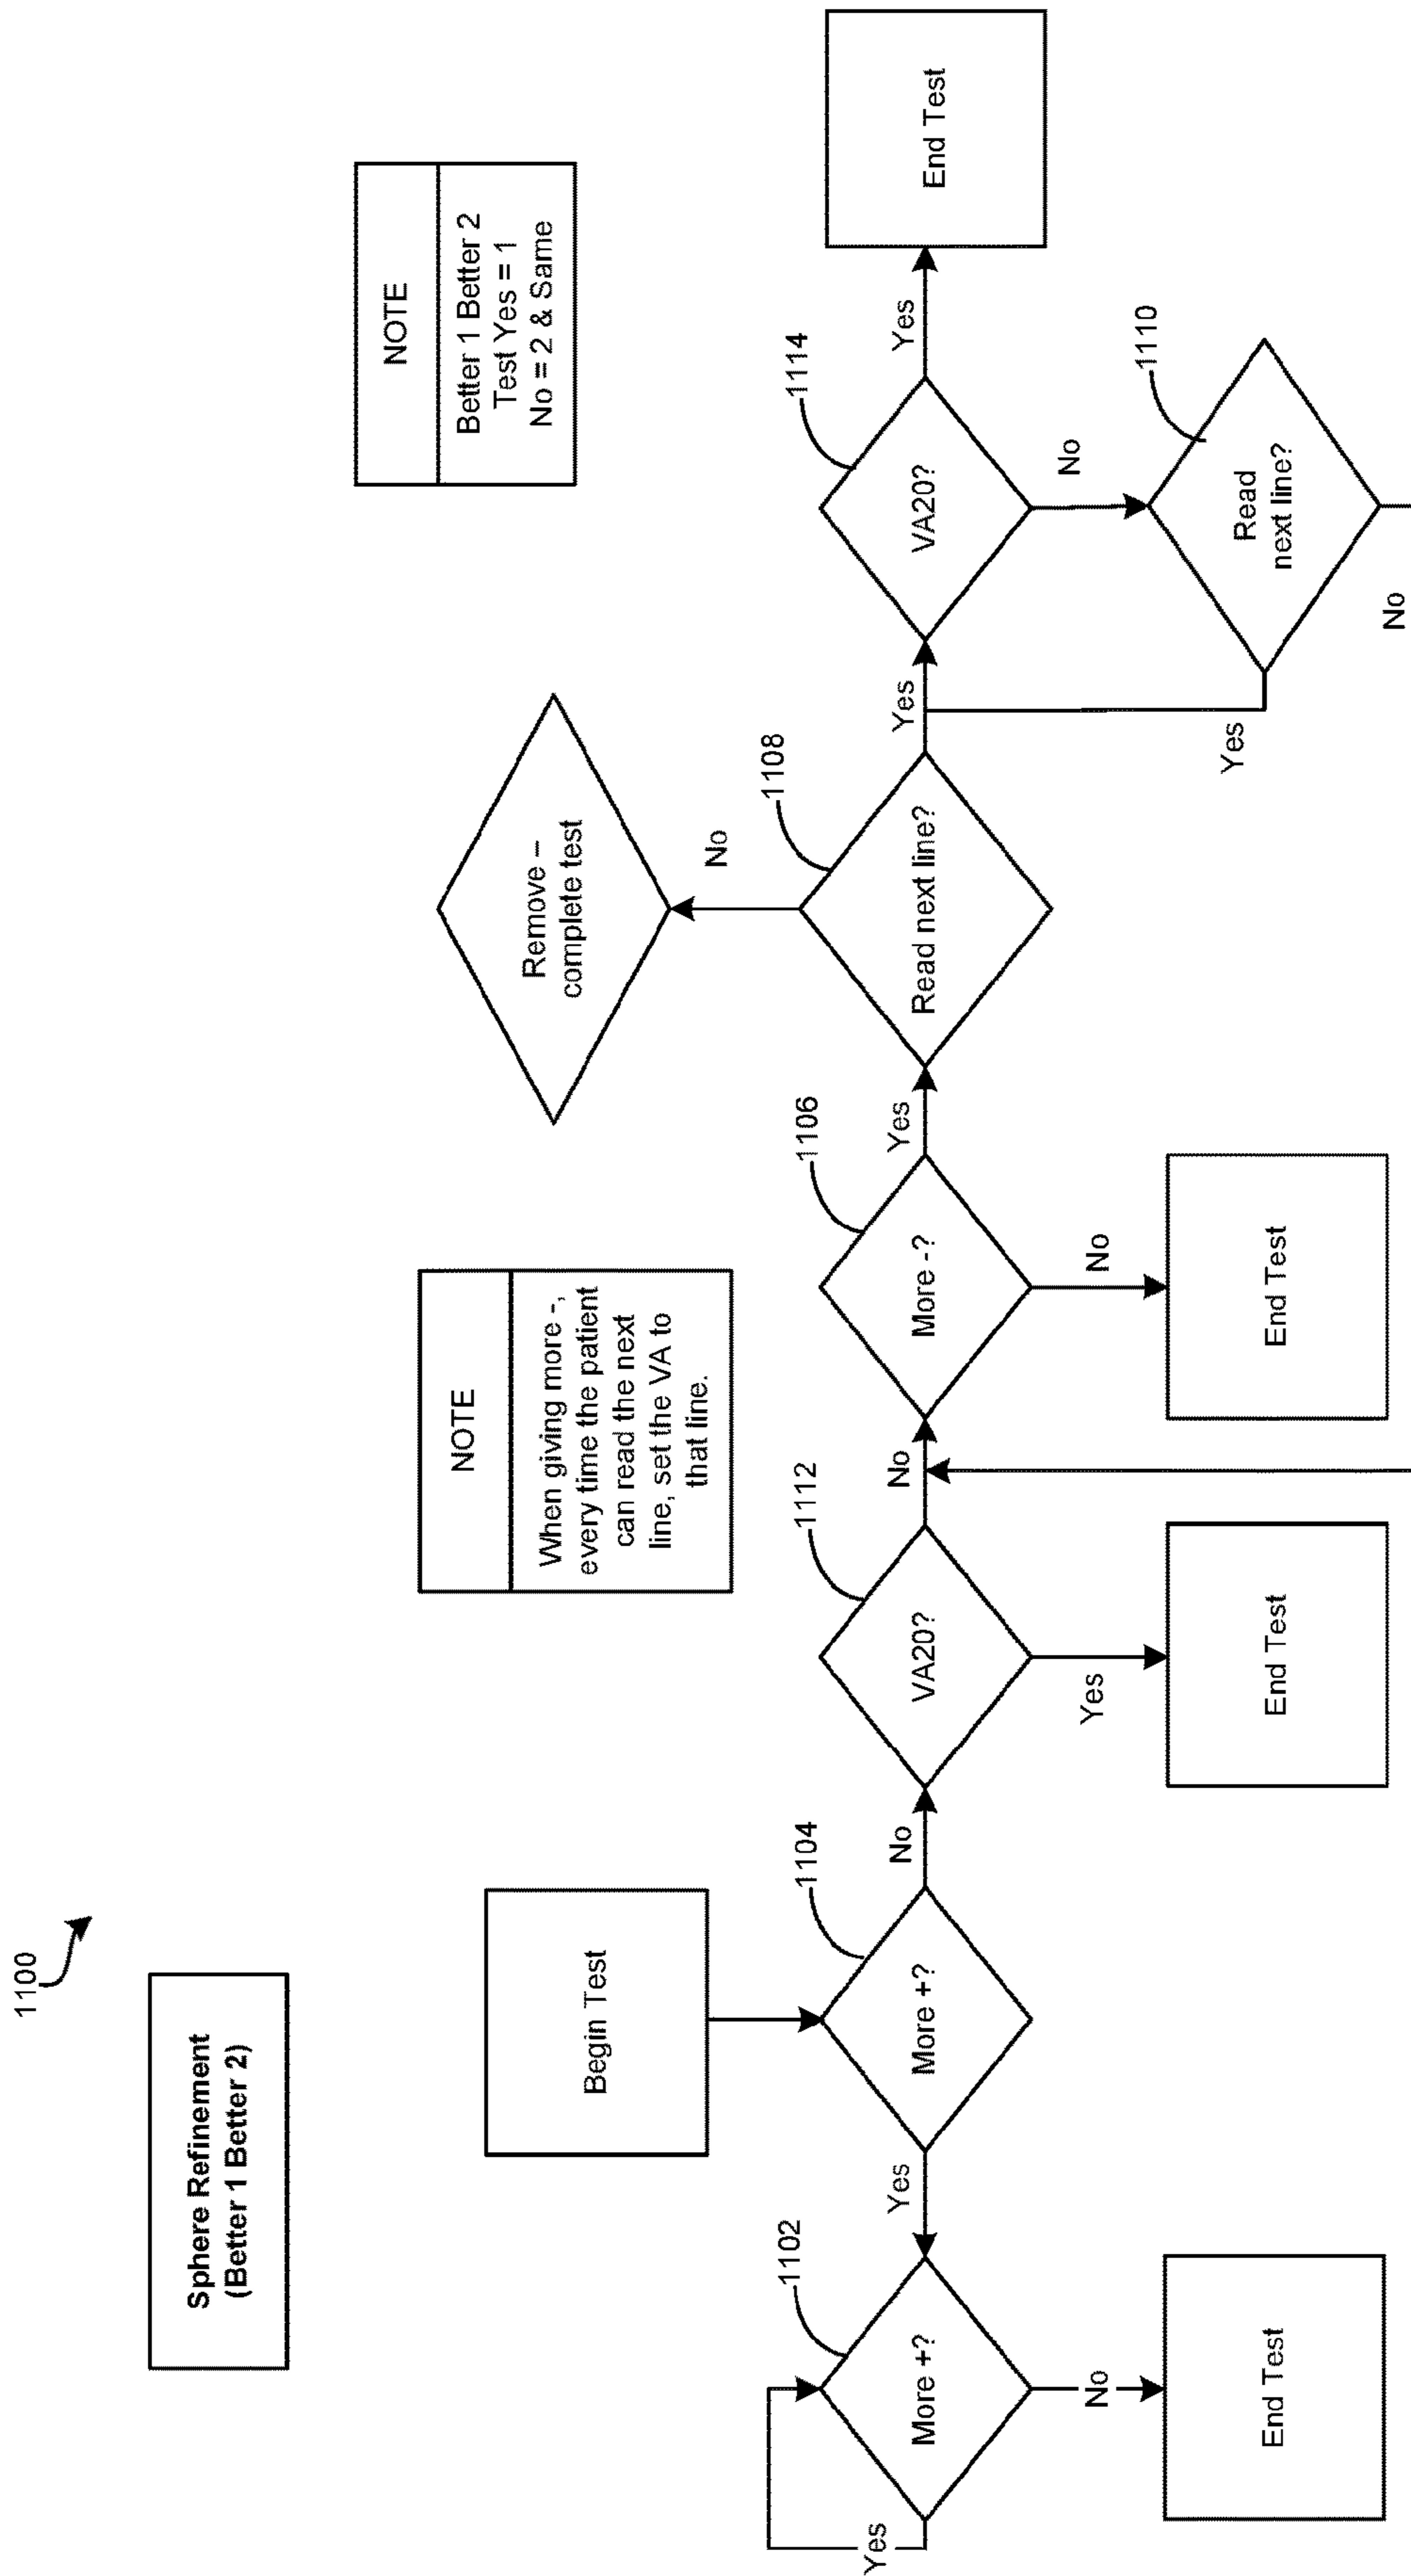 1100
Sphere Refinement
(Better 1 Better 2)
NOTE
When giving more -,
every time the patient
can read the next
line, set the VA to
that line.
NOTE
Better 1 Better 2
Test Yes = 1
No = 2 & Same
Begin Test
Remove –
complete test
No
Yes
1102
More +?
Yes
1104
More +?
No
1112
VA20?
No
1106
More -?
Yes
1108
Read next line?
Yes
1114
VA20?
Yes
End Test
No
End Test
Yes
End Test
No
End Test
No
1110
Read
next line?
Yes
No